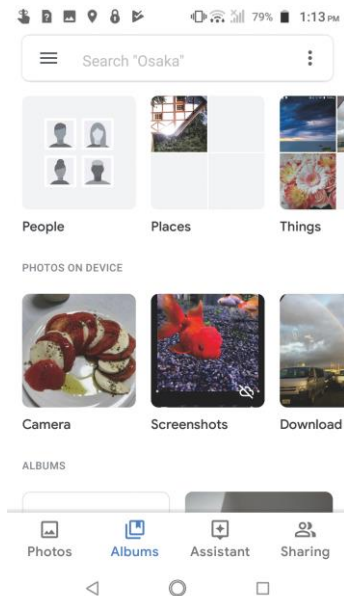 79% 1:13 PM
Search "Osaka"
People Places Things
PHOTOS ON DEVICE
Camera Screenshots Download
ALBUMS
Photos Albums Assistant Sharing